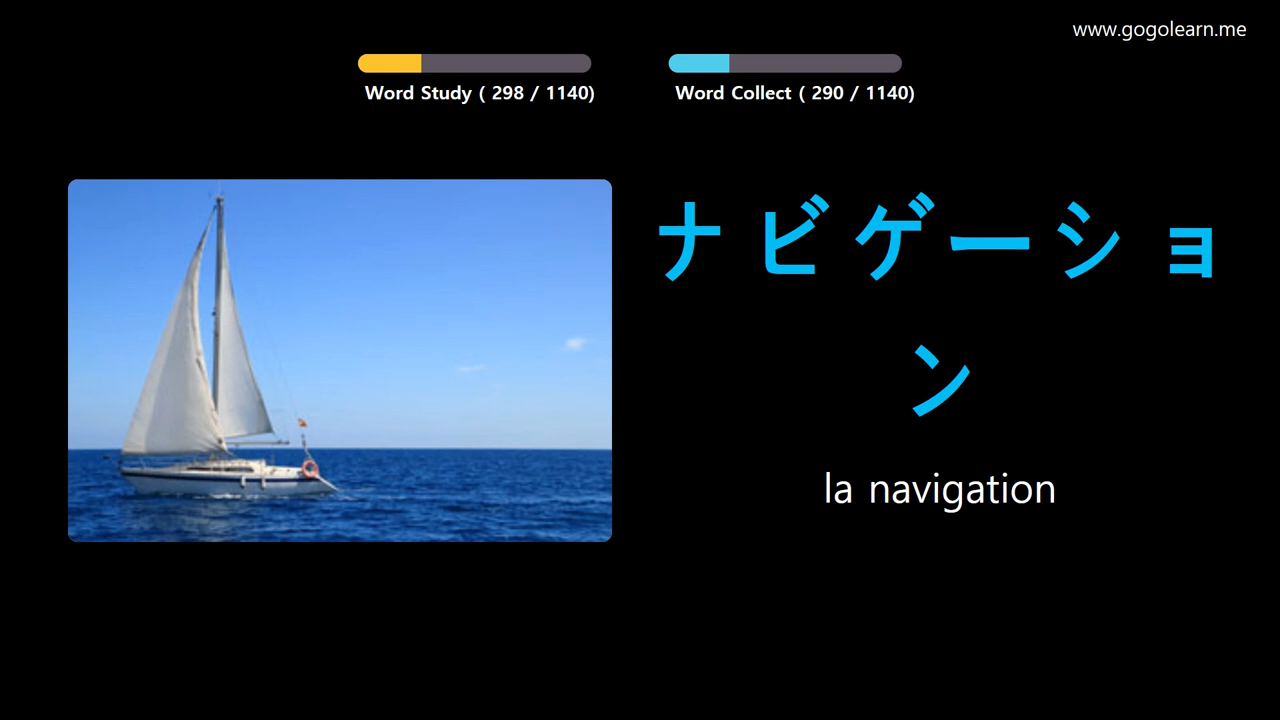 www.gogolearn.me
Word Study ( 298 / 1140)
Word Collect ( 290 / 1140)
ナビゲーショ
ン
la navigation